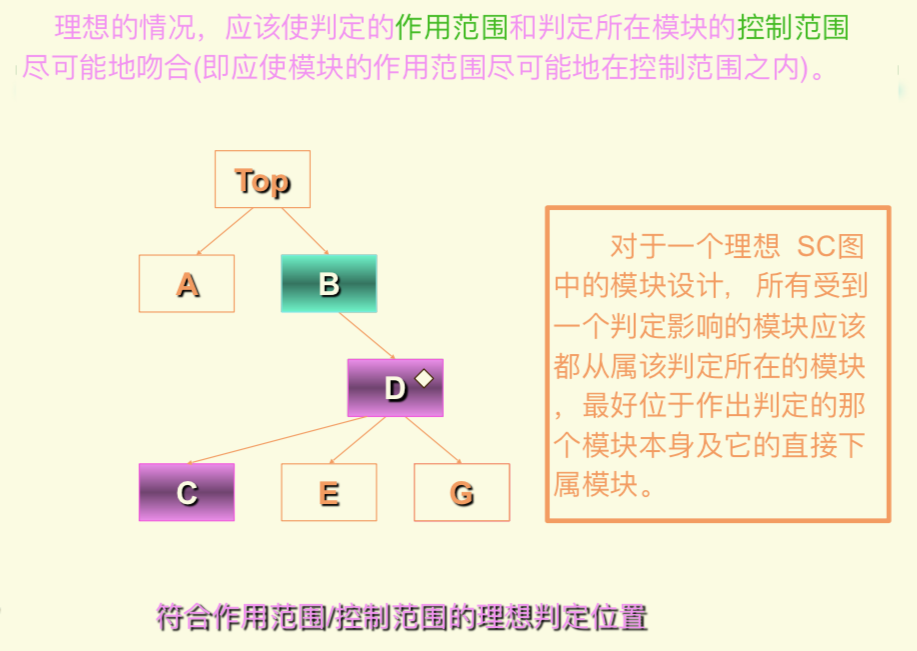 理想的情况，应该使判定的作用范围和判定所在模块的控制范围
尽可能地吻合(即应使模块的作用范围尽可能地在控制范围之内)。
Top
A
B
对于一个理想 SC图
中的模块设计, 所有受到
一个判定影响的模块应该
都从属该判定所在的模块
，最好位于作出判定的那
个模块本身及它的直接下
属模块。
D
C
E
G
符合作用范围/控制范围的理想判定位置